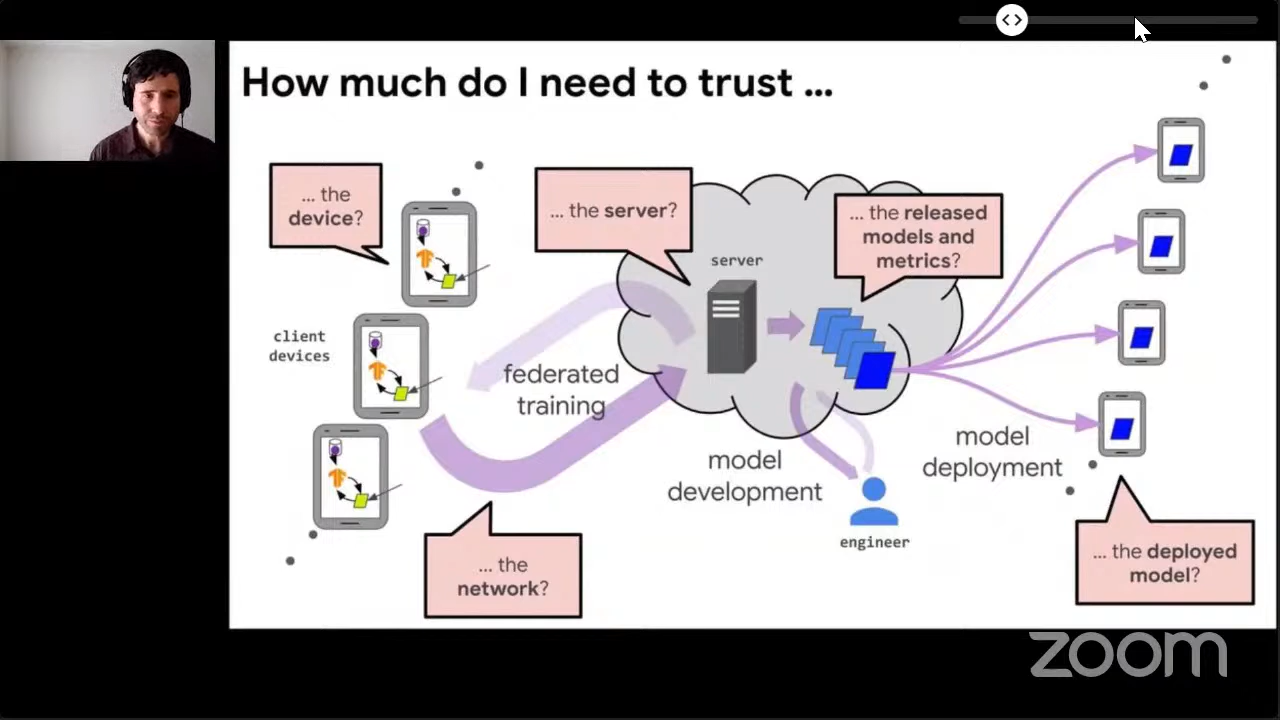 How much do I need to trust ...
... the
device?
... the server?
... the released
models and
metrics?
server
client
devices
federated
training
model
development
model
deployment
engineer
... the
network?
... the deployed
model?
zoom